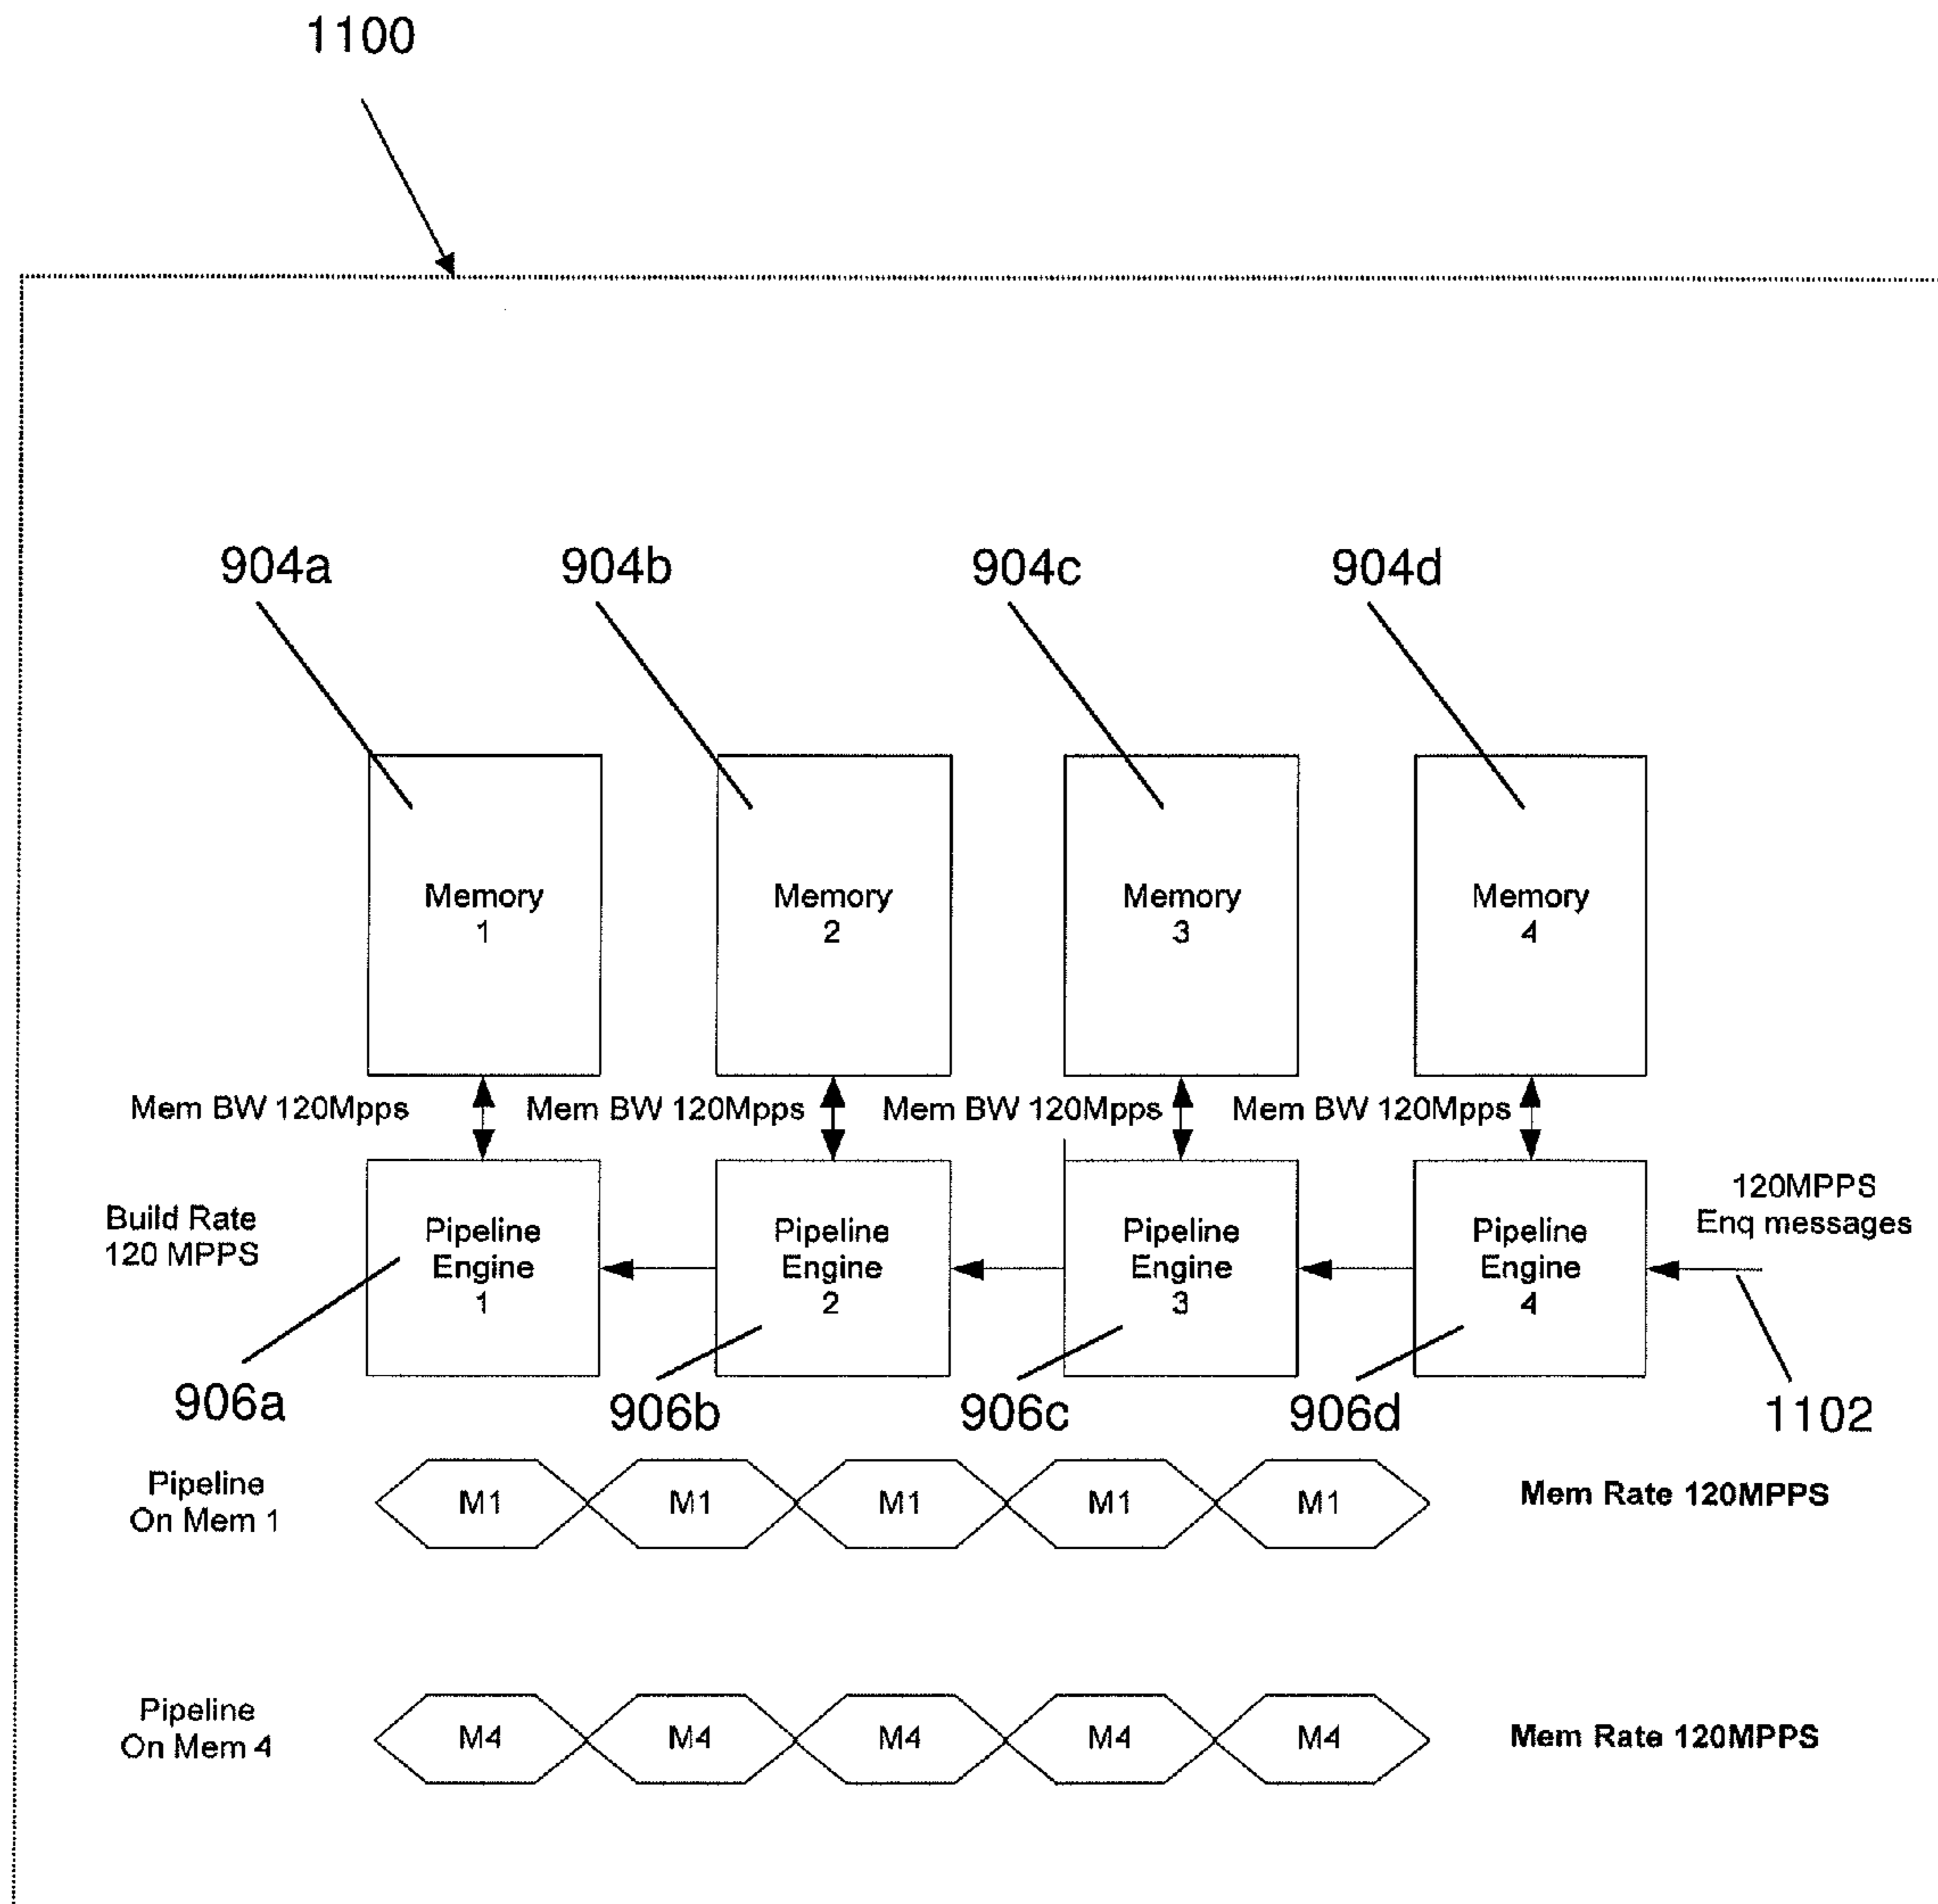 1100
904a
904b
904c
904d
Memory
1
Memory
2
Memory
3
Memory
4
Mem BW 120Mpps
Mem BW 120Mpps
Mem BW 120Mpps
Mem BW 120Mpps
Build Rate
120 MPPS
Pipeline
Engine
1
Pipeline
Engine
2
Pipeline
Engine
3
Pipeline
Engine
4
120MPPS
Enq messages
906a
906b
906c
906d
1102
Pipeline
On Mem 1
M1
M1
M1
M1
M1
Mem Rate 120MPPS
Pipeline
On Mem 4
M4
M4
M4
M4
M4
Mem Rate 120MPPS